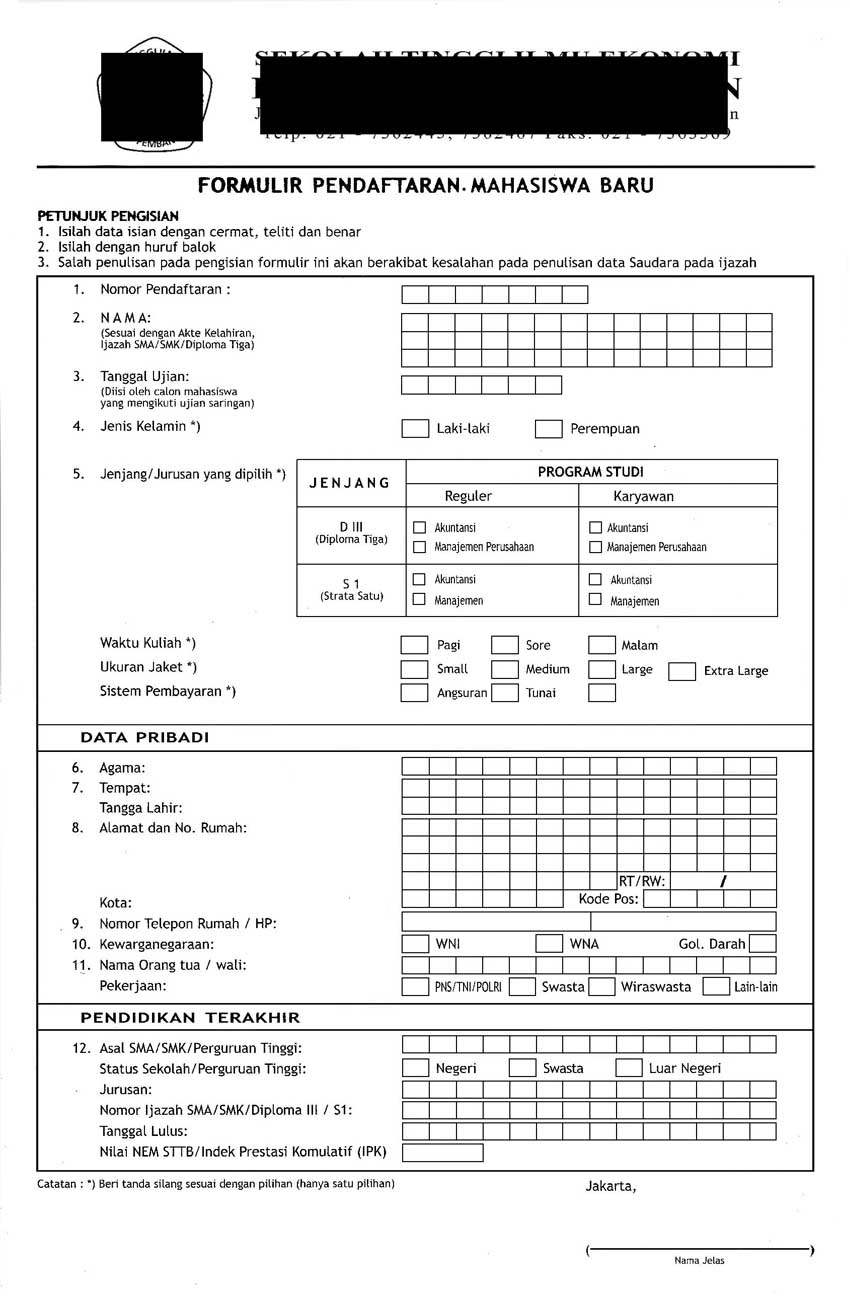 SEKOLAH TINGGI ILMU EKONOMI
PEMBAN
FORMULIR PENDAFTARAN. MAHASISWA BARU
PETUNJUK PENGISIAN
1. Isilah data isian dengan cermat, teliti dan benar
2. Isilah dengan huruf balok
3. Salah penulisan pada pengisian formulir ini akan berakibat kesalahan pada penulisan data Saudara pada ijazah
1. Nomor Pendaftaran :
2. N A M A:
(Sesuai dengan Akte Kelahiran,
Ijazah SMA/SMK/Diploma Tiga)
3. Tanggal Ujian:
(Diisi oleh calon mahasiswa
yang mengikuti ujian saringan)
4. Jenis Kelamin *) Laki-laki Perempuan
5. Jenjang/Jurusan yang dipilih *)
JENJANG PROGRAM STUDI
Reguler Karyawan
D III
(Diploma Tiga)
Akuntansi Akuntansi
Manajemen Perusahaan Manajemen Perusahaan
S 1
(Strata Satu)
Akuntansi Akuntansi
Manajemen Manajemen
Waktu Kuliah *) Pagi Sore Malam
Ukuran Jaket *) Small Medium Large Extra Large
Sistem Pembayaran *) Angsuran Tunai
DATA PRIBADI
6. Agama:
7. Tempat:
Tangga Lahir:
8. Alamat dan No. Rumah:
RT/RW: /
Kota: Kode Pos:
9. Nomor Telepon Rumah / HP:
10. Kewarganegaraan: WNI WNA Gol. Darah
11. Nama Orang tua / wali:
Pekerjaan: PNS/TNI/POLRI Swasta Wiraswasta Lain-lain
PENDIDIKAN TERAKHIR
12. Asal SMA/SMK/Perguruan Tinggi:
Status Sekolah/Perguruan Tinggi: Negeri Swasta Luar Negeri
Jurusan:
Nomor Ijazah SMA/SMK/Diploma III / S1:
Tanggal Lulus:
Nilai NEM STTB/Indek Prestasi Komulatif (IPK)
Catatan : *) Beri tanda silang sesuai dengan pilihan (hanya satu pilihan)
Jakarta,
( )
Nama Jelas